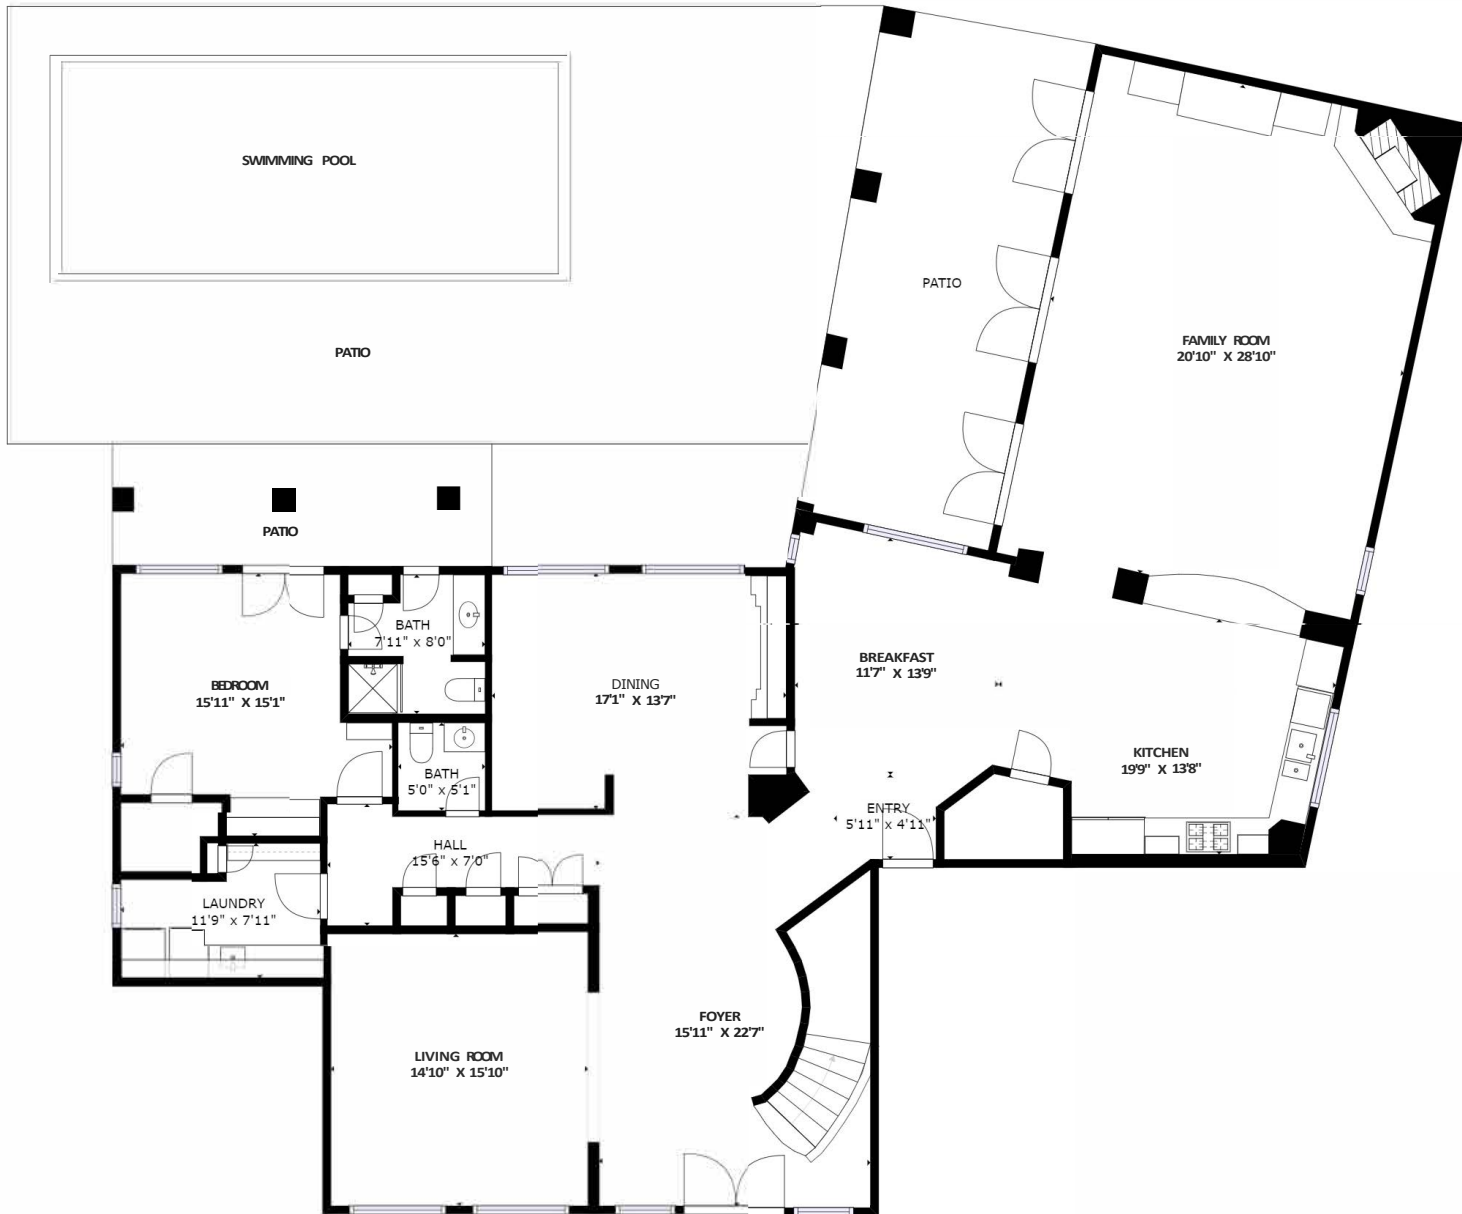 SWIMMING POOL
PATIO
PATIO
FAMILY ROOM
20'10" X 28'10"
PATIO
BATH
7'11" x 8'0"
BEDROOM
15'11" X 15'1"
DINING
17'1" X 13'7"
BREAKFAST
11'7" X 13'9"
KITCHEN
19'9" X 13'8"
BATH
5'0" x 5'1"
ENTRY
5'11" x 4'11"
HALL
15'6" x 7'0"
LAUNDRY
11'9" x 7'11"
FOYER
15'11" X 22'7"
LIVING ROOM
14'10" X 15'10"